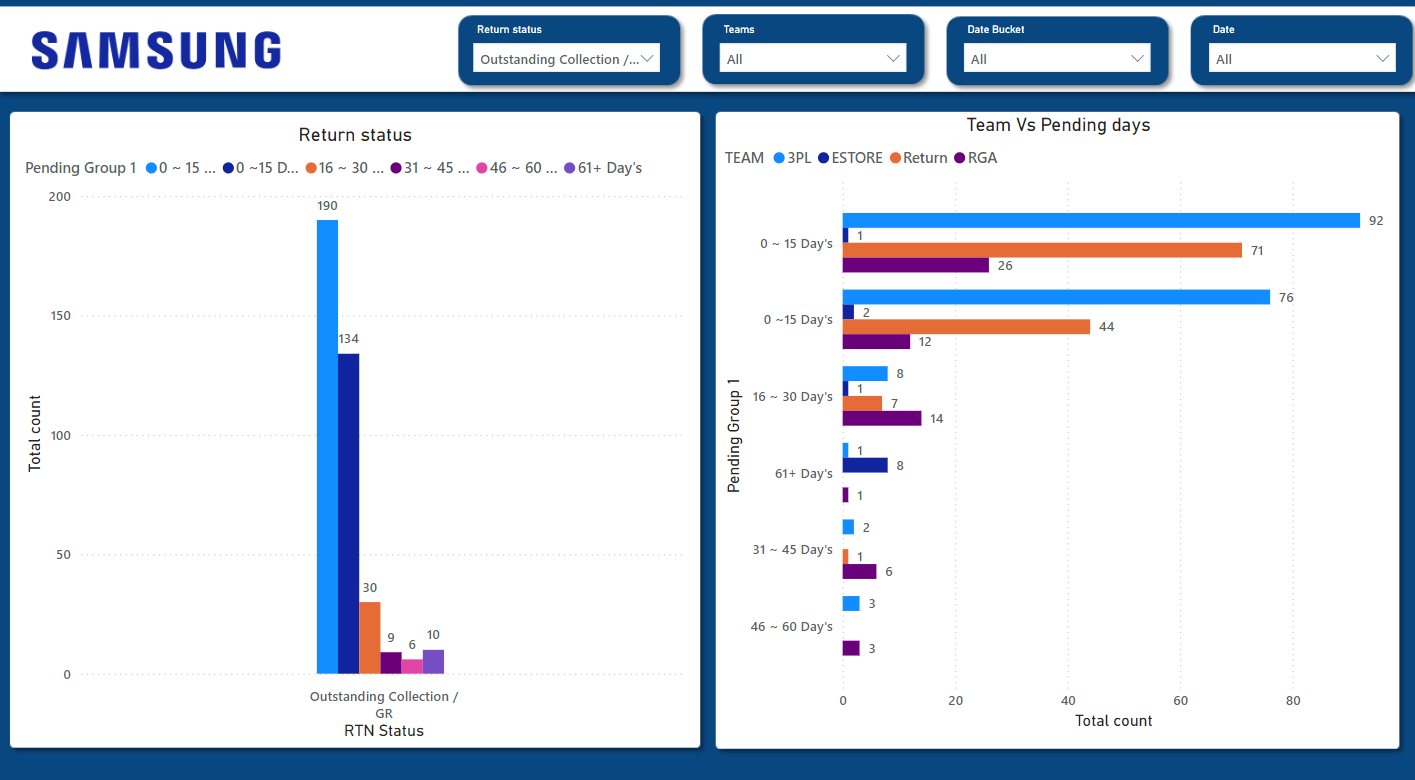 SAMSUNG
Return status
Outstanding Collection /...
Teams
All
Date Bucket
All
Date
All
Return status
Pending Group 1 0 ~ 15 ... 0 ~15 D... 16 ~ 30 ... 31 ~ 45 ... 46 ~ 60 ... 61+ Day's
200
150
100
50
0
Total count
190
134
30
9
6
10
Outstanding Collection /
GR
RTN Status
Team Vs Pending days
TEAM 3PL ESTORE Return RGA
Pending Group 1
0 ~ 15 Day's
92
1
71
26
0 ~15 Day's
76
2
44
12
16 ~ 30 Day's
8
1
7
14
61+ Day's
1
8
1
31 ~ 45 Day's
2
1
6
46 ~ 60 Day's
3
3
0 20 40 60 80
Total count